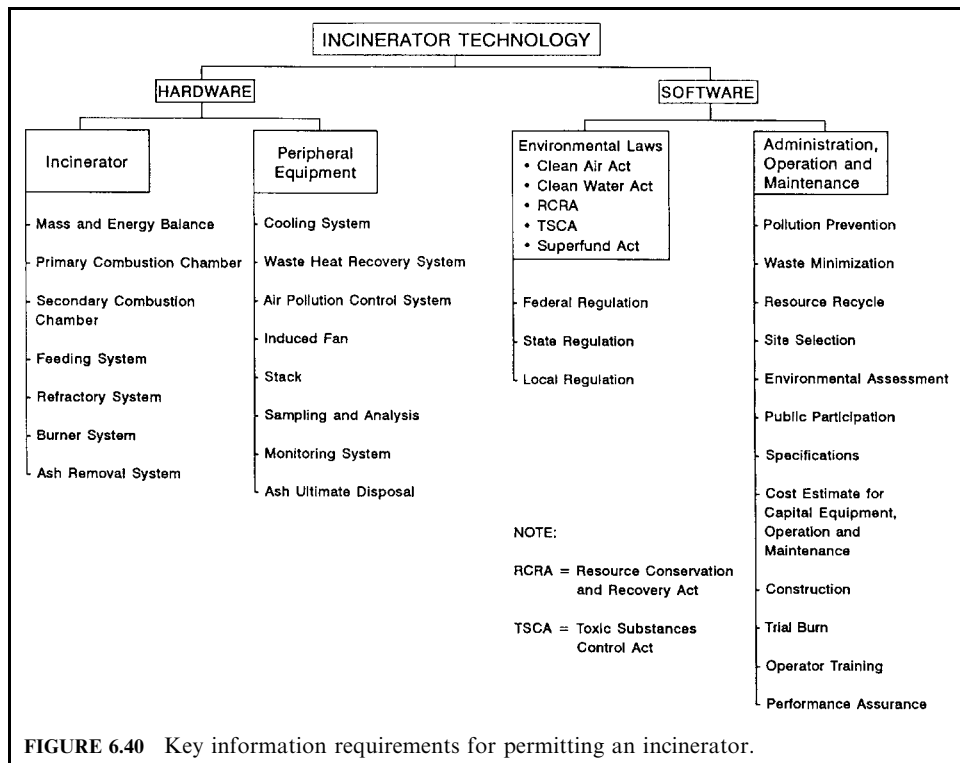 INCINERATOR TECHNOLOGY
HARDWARE
SOFTWARE
Incinerator
Mass and Energy Balance
Primary Combustion Chamber
Secondary Combustion
Chamber
Feeding System
Refractory System
Burner System
Ash Removal System
Peripheral
Equipment
Cooling System
Waste Heat Recovery System
Air Pollution Control System
Induced Fan
Stack
Sampling and Analysis
Monitoring System
Ash Ultimate Disposal
Environmental Laws
• Clean Air Act
• Clean Water Act
• RCRA
• TSCA
• Superfund Act
Federal Regulation
State Regulation
Local Regulation
Administration,
Operation and
Maintenance
Pollution Prevention
Waste Minimization
Resource Recycle
Site Selection
Environmental Assessment
Public Participation
Specifications
Cost Estimate for
Capital Equipment,
Operation and
Maintenance
Construction
Trial Burn
Operator Training
Performance Assurance
NOTE:
RCRA = Resource Conservation
and Recovery Act
TSCA = Toxic Substances
Control Act
FIGURE 6.40 Key information requirements for permitting an incinerator.